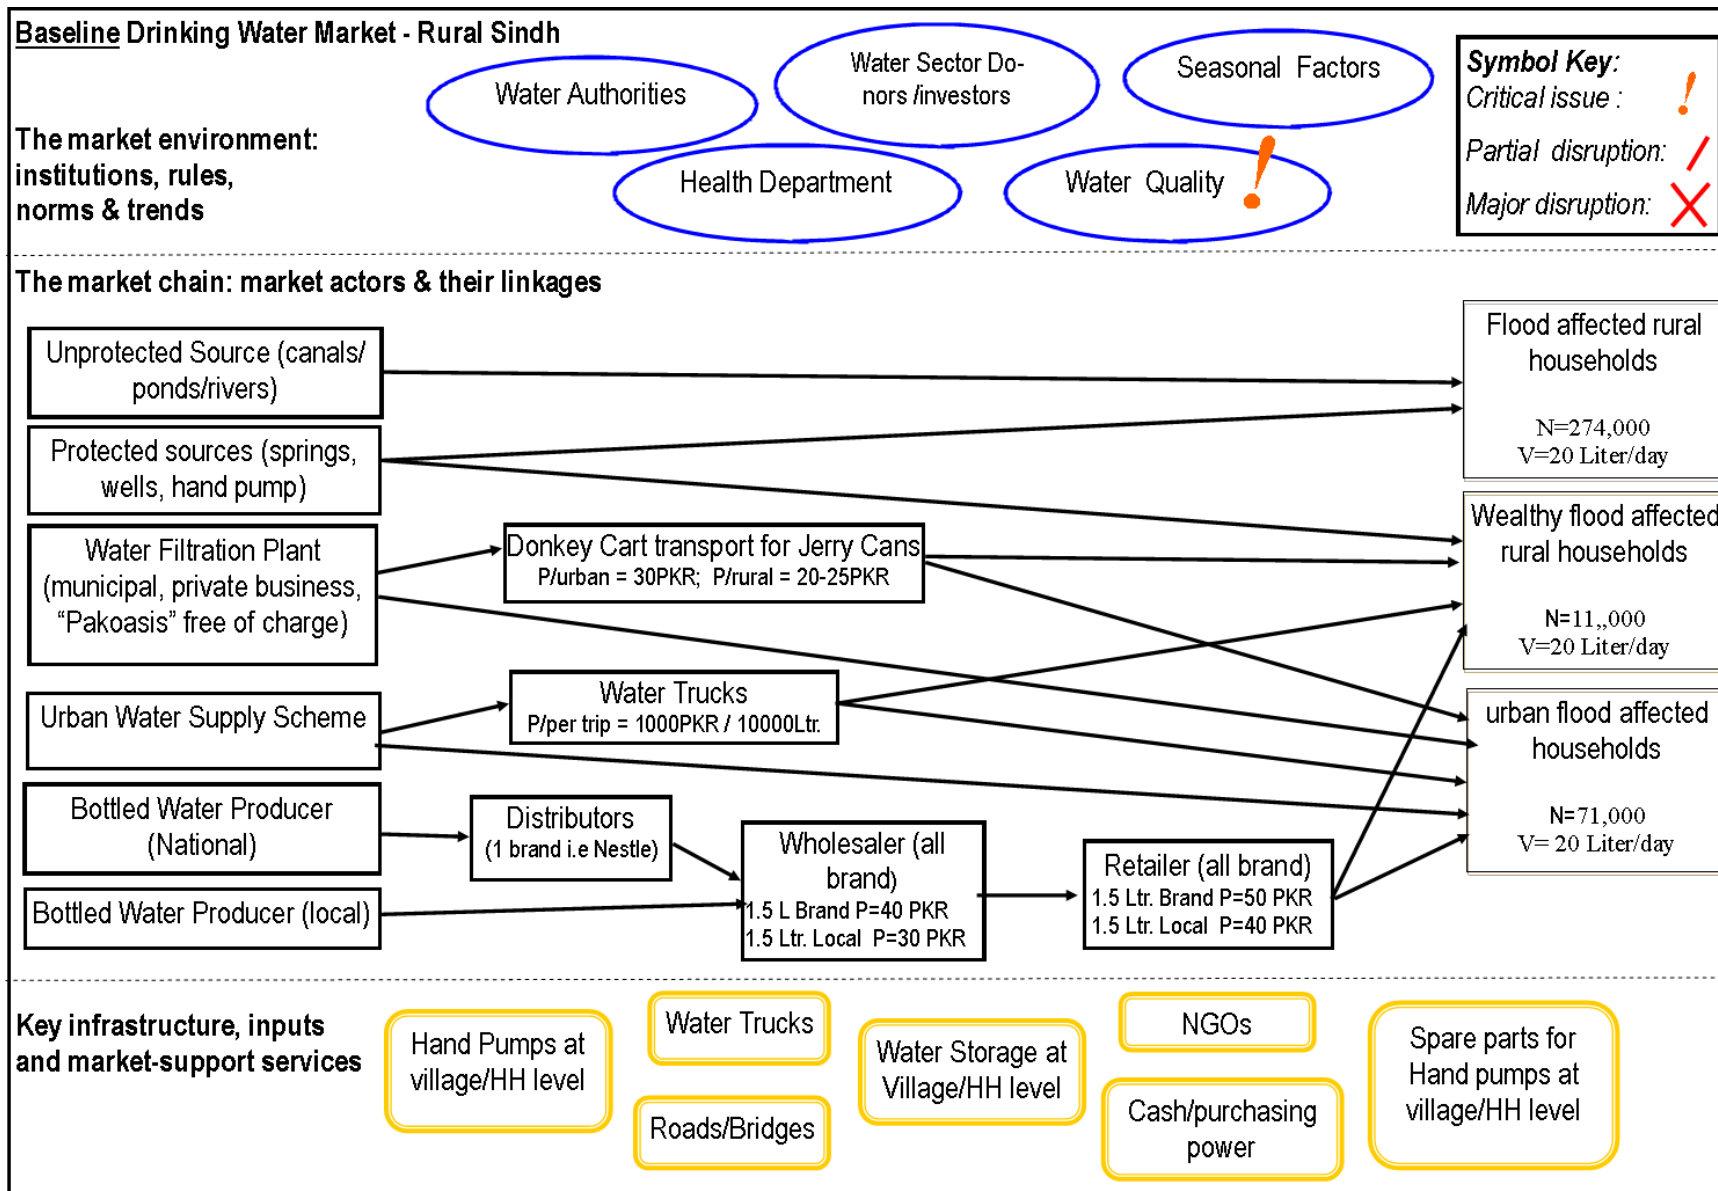 Baseline Drinking Water Market - Rural Sindh
Water Authorities
Water Sector Do-
nors /investors
Seasonal Factors
Health Department
Water Quality
Symbol Key:
Critical issue :
Partial disruption:
Major disruption:
The market environment:
institutions, rules,
norms & trends
The market chain: market actors & their linkages
Unprotected Source (canals/
ponds/rivers)
Protected sources (springs,
wells, hand pump)
Water Filtration Plant
(municipal, private business,
“Pakoasis” free of charge)
Urban Water Supply Scheme
Bottled Water Producer
(National)
Bottled Water Producer (local)
Donkey Cart transport for Jerry Cans
P/urban = 30PKR; P/rural = 20-25PKR
Water Trucks
P/per trip = 1000PKR / 10000Ltr.
Distributors
(1 brand i.e Nestle)
Wholesaler (all
brand)
1.5 L Brand P=40 PKR
1.5 Ltr. Local P=30 PKR
Retailer (all brand)
1.5 Ltr. Brand P=50 PKR
1.5 Ltr. Local P=40 PKR
Flood affected rural
households
N=274,000
V=20 Liter/day
Wealthy flood affected
rural households
N=11,,000
V=20 Liter/day
urban flood affected
households
N=71,000
V= 20 Liter/day
Key infrastructure, inputs
and market-support services
Hand Pumps at
village/HH level
Water Trucks
Roads/Bridges
Water Storage at
Village/HH level
NGOs
Cash/purchasing
power
Spare parts for
Hand pumps at
village/HH level